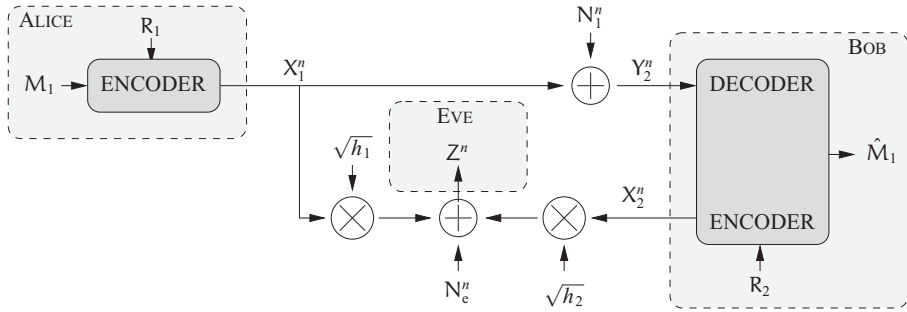 ALICE
R₁
M₁
ENCODER
X₁ⁿ
N₁ⁿ
Y₂ⁿ
BOB
DECODER
EVE
Zⁿ
M̂₁
√h₁
X₂ⁿ
ENCODER
Nₑⁿ
√h₂
R₂